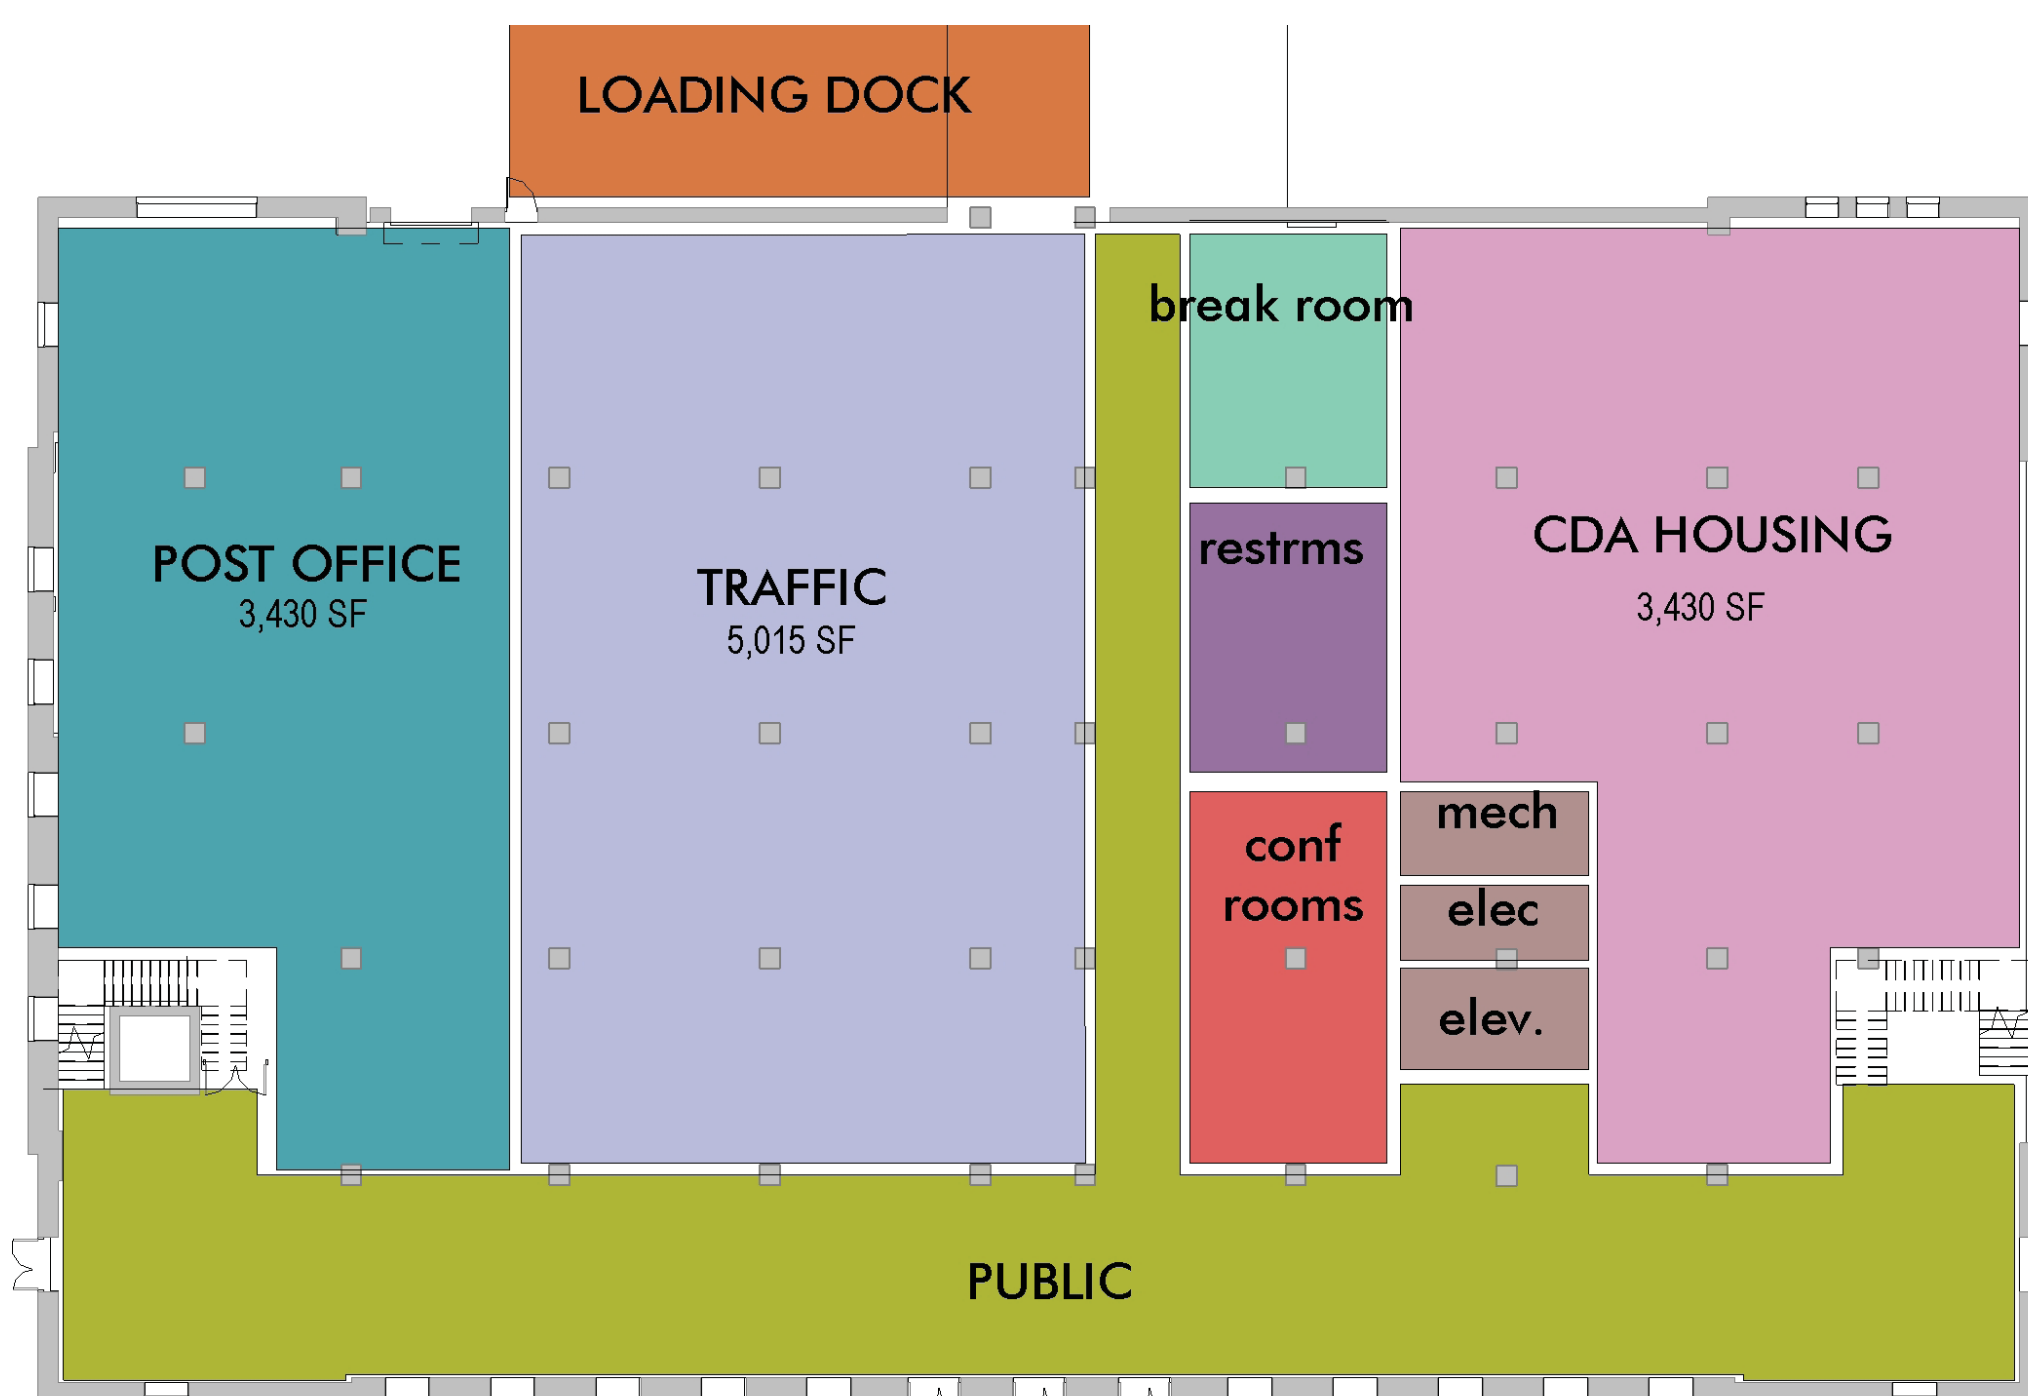 LOADING DOCK
break room
POST OFFICE
3,430 SF
TRAFFIC
5,015 SF
restrms
CDA HOUSING
3,430 SF
conf
rooms
mech
elec
elev.
PUBLIC